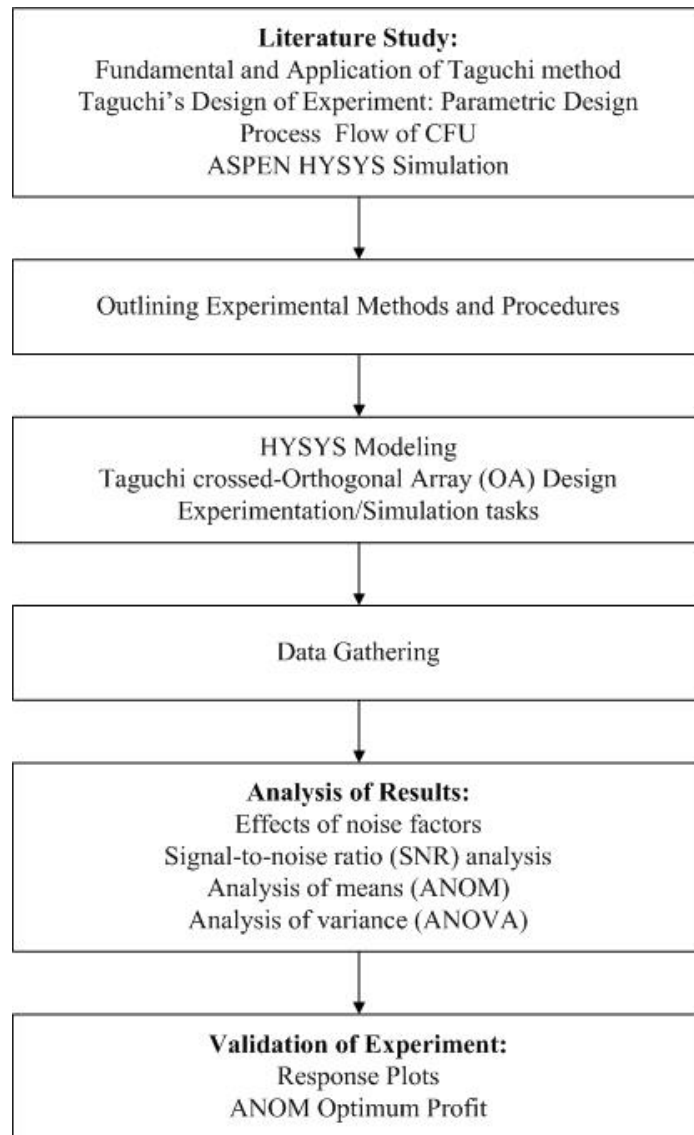 Literature Study:
Fundamental and Application of Taguchi method
Taguchi's Design of Experiment: Parametric Design
Process Flow of CFU
ASPEN HYSYS Simulation
Outlining Experimental Methods and Procedures
HYSYS Modeling
Taguchi crossed-Orthogonal Array (OA) Design
Experimentation/Simulation tasks
Data Gathering
Analysis of Results:
Effects of noise factors
Signal-to-noise ratio (SNR) analysis
Analysis of means (ANOM)
Analysis of variance (ANOVA)
Validation of Experiment:
Response Plots
ANOM Optimum Profit